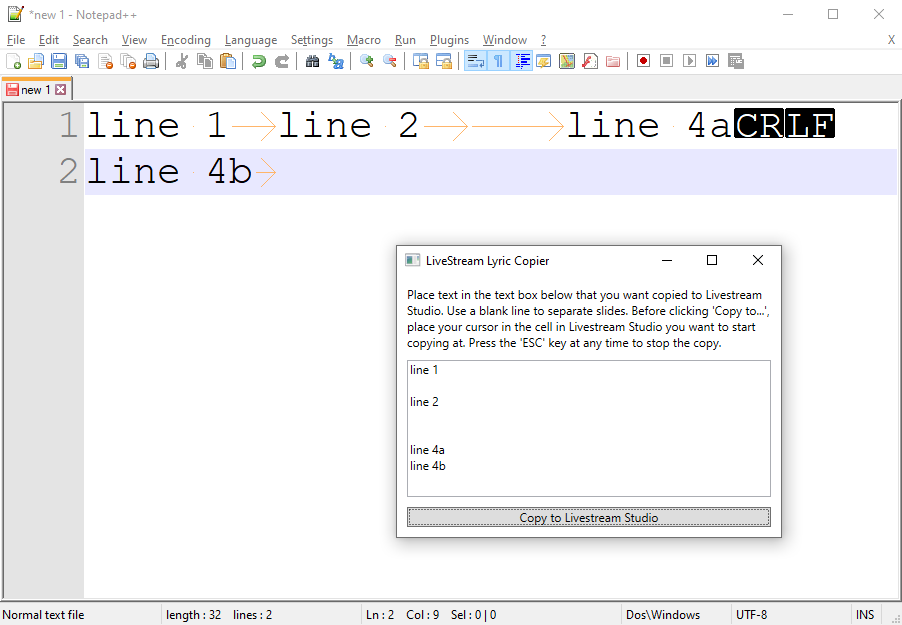 *new 1 - Notepad++
File Edit Search View Encoding Language Settings Macro Run Plugins Window ? X
new 1
1 line 1 line 2 line 4aCRLF
2 line 4b
LiveStream Lyric Copier
Place text in the text box below that you want copied to Livestream
Studio. Use a blank line to separate slides. Before clicking 'Copy to...',
place your cursor in the cell in Livestream Studio you want to start
copying at. Press the 'ESC' key at any time to stop the copy.
line 1
line 2
line 4a
line 4b
Copy to Livestream Studio
Normal text file length : 32 lines : 2 Ln : 2 Col : 9 Sel : 0 | 0 Dos\Windows UTF-8 INS